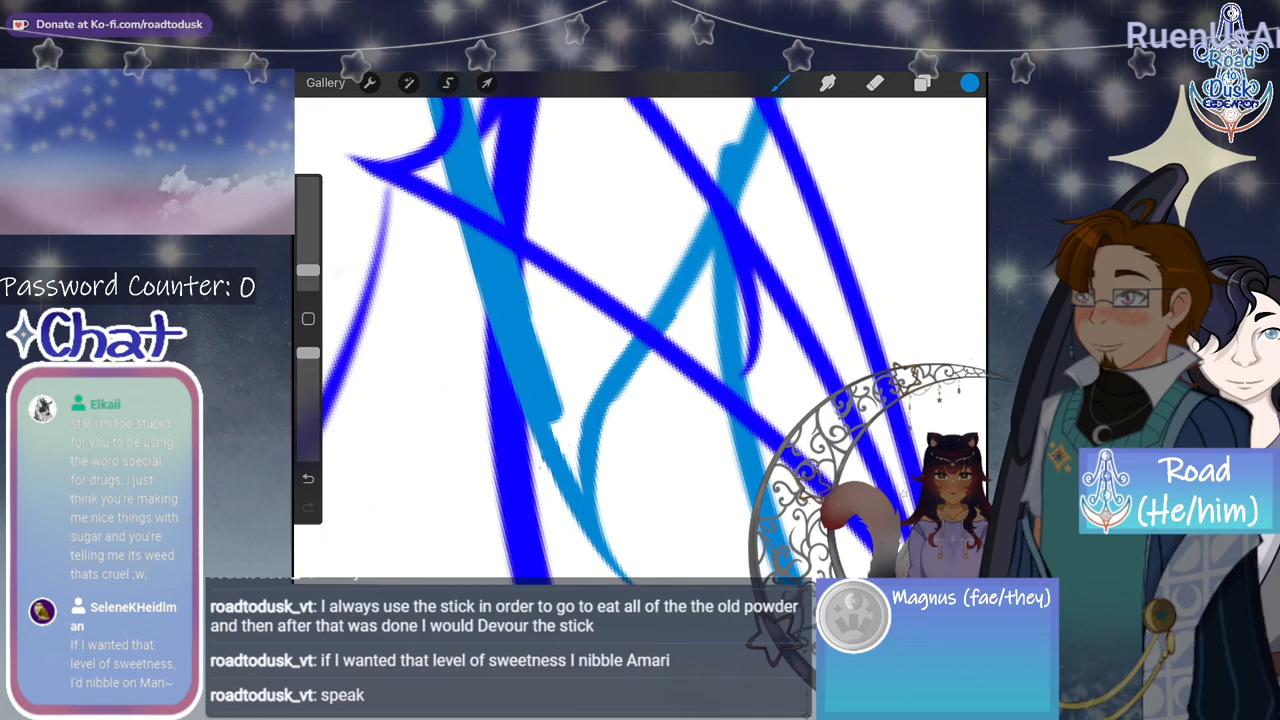 Donate at Ko-fi.com/roadtodusk
Road
to
Dusk
Gallery
Password Counter: 0
Chat
Elkaii
star i'm too stupid
for you to be using
the word special
for drugs, i just
think you're making
me nice things with
sugar and you're
telling me its weed
thats cruel ;w;
SeleneKHeidlm
an
If I wanted that
level of sweetness,
I'd nibble on Mari~
roadtodusk_vt: I always use the stick in order to go to eat all of the the old powder
and then after that was done I would Devour the stick
roadtodusk_vt: if I wanted that level of sweetness I nibble Amari
roadtodusk_vt: speak
Magnus (fae/they)
Road
(He/him)